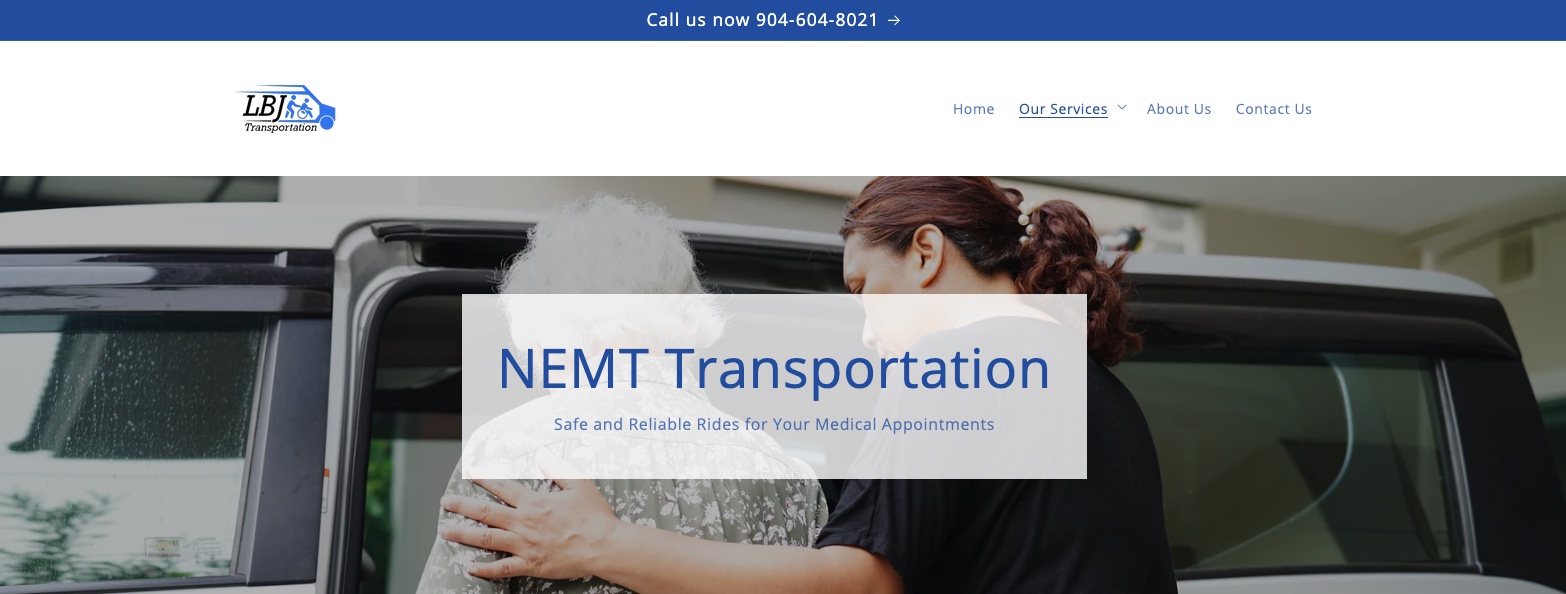 Call us now 904-604-8021 →
LBJ
Transportation
Home Our Services About Us Contact Us
NEMT Transportation
Safe and Reliable Rides for Your Medical Appointments